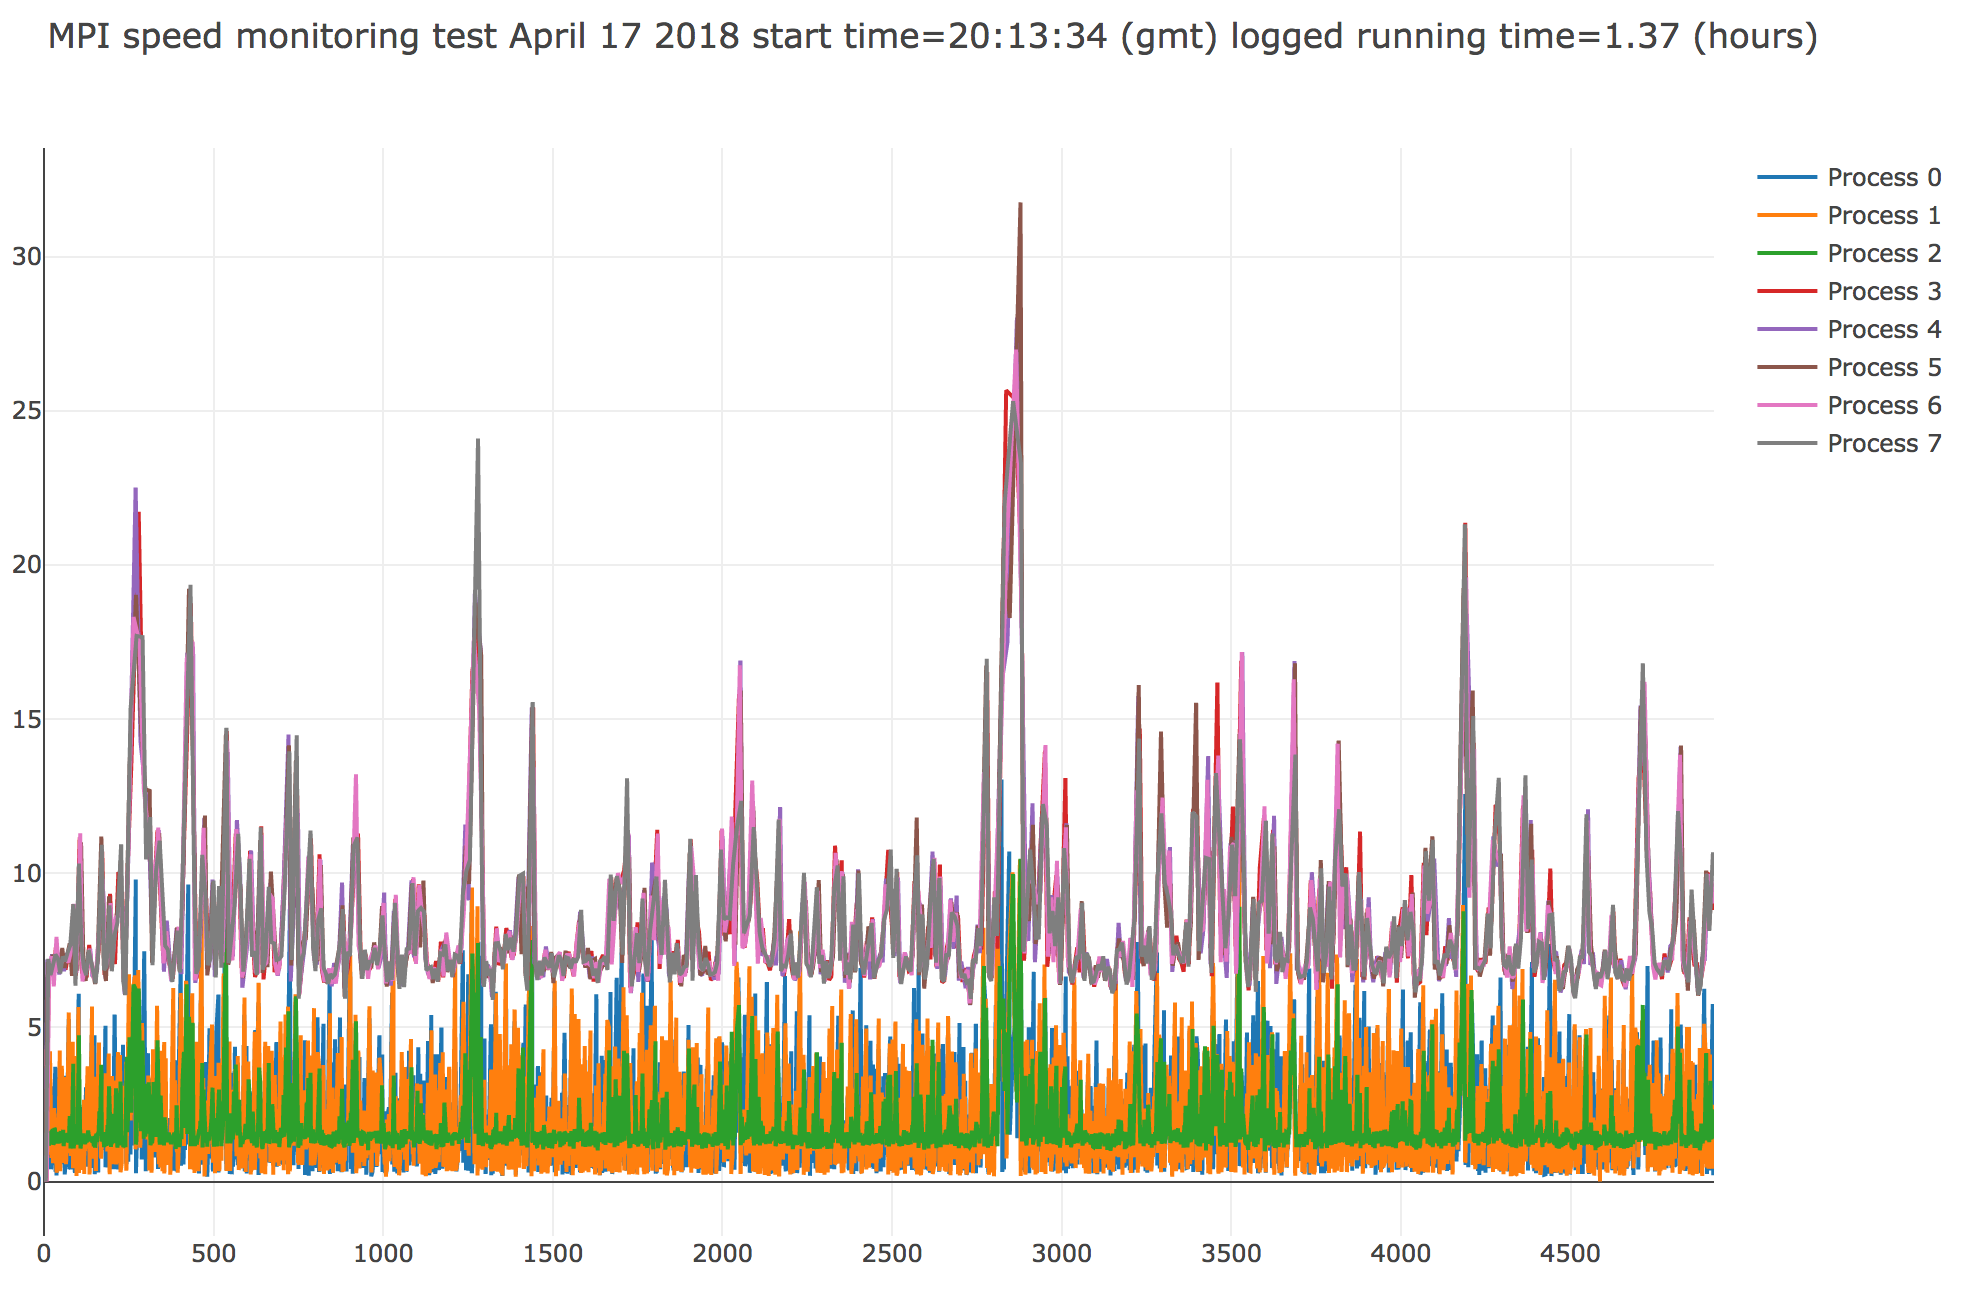 MPI speed monitoring test April 17 2018 start time=20:13:34 (gmt) logged running time=1.37 (hours)
Process 0
Process 1
Process 2
Process 3
Process 4
Process 5
Process 6
Process 7
30
25
20
15
10
5
0
0 500 1000 1500 2000 2500 3000 3500 4000 4500